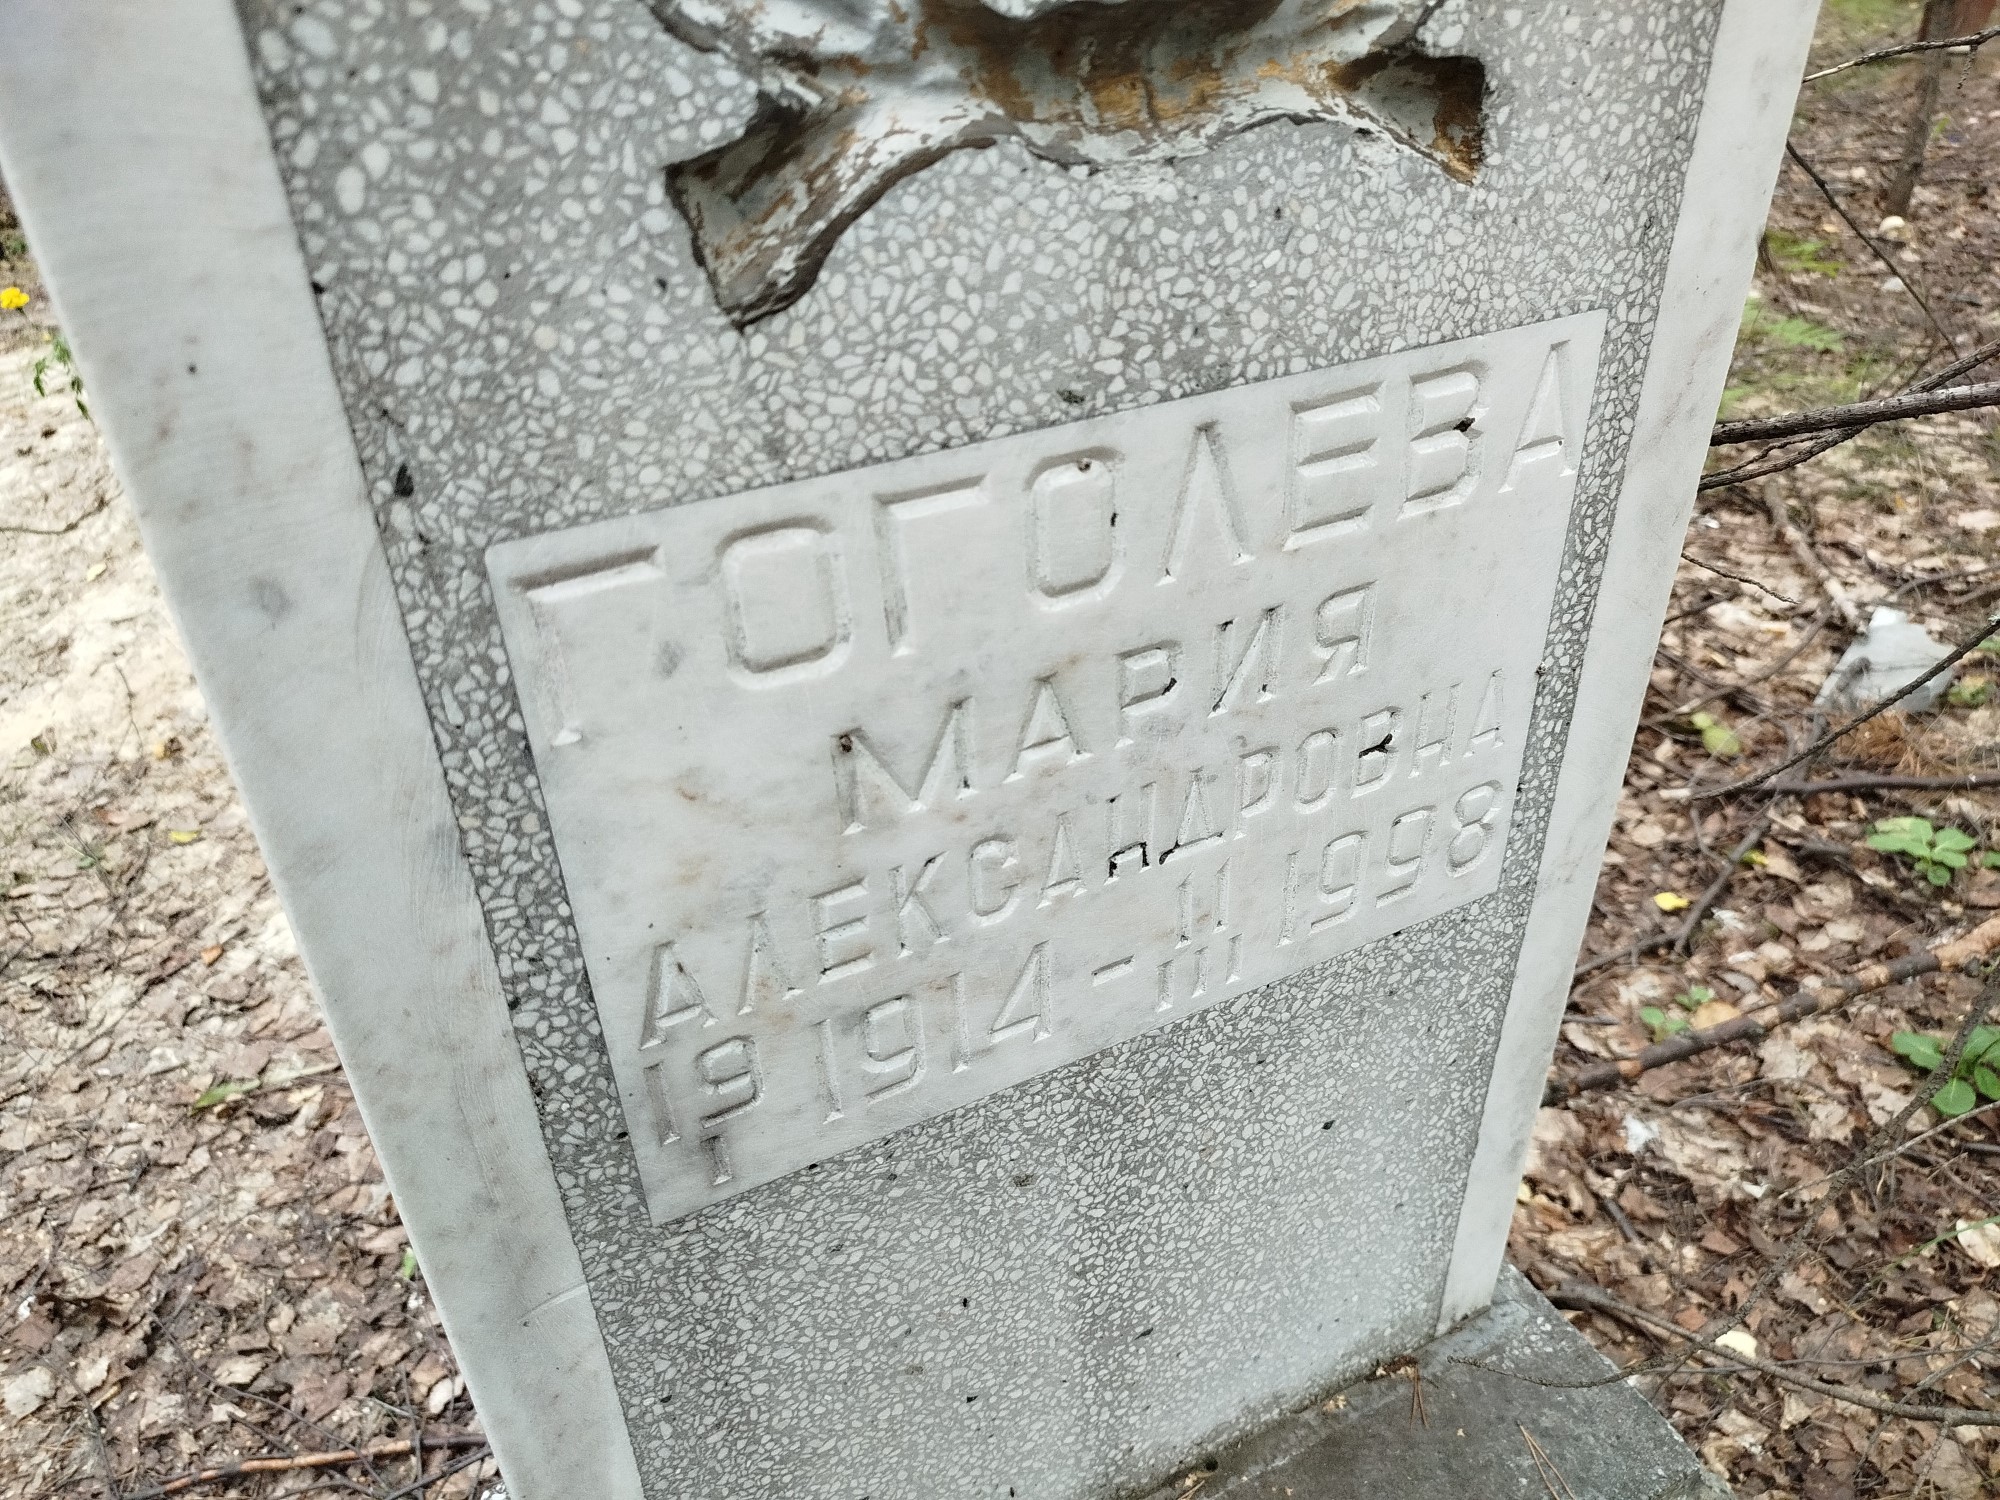 ГОГОЛЕВА
МАРИЯ
АЛЕКСАНДРОВНА
19/I 1914 - 11/III 1998